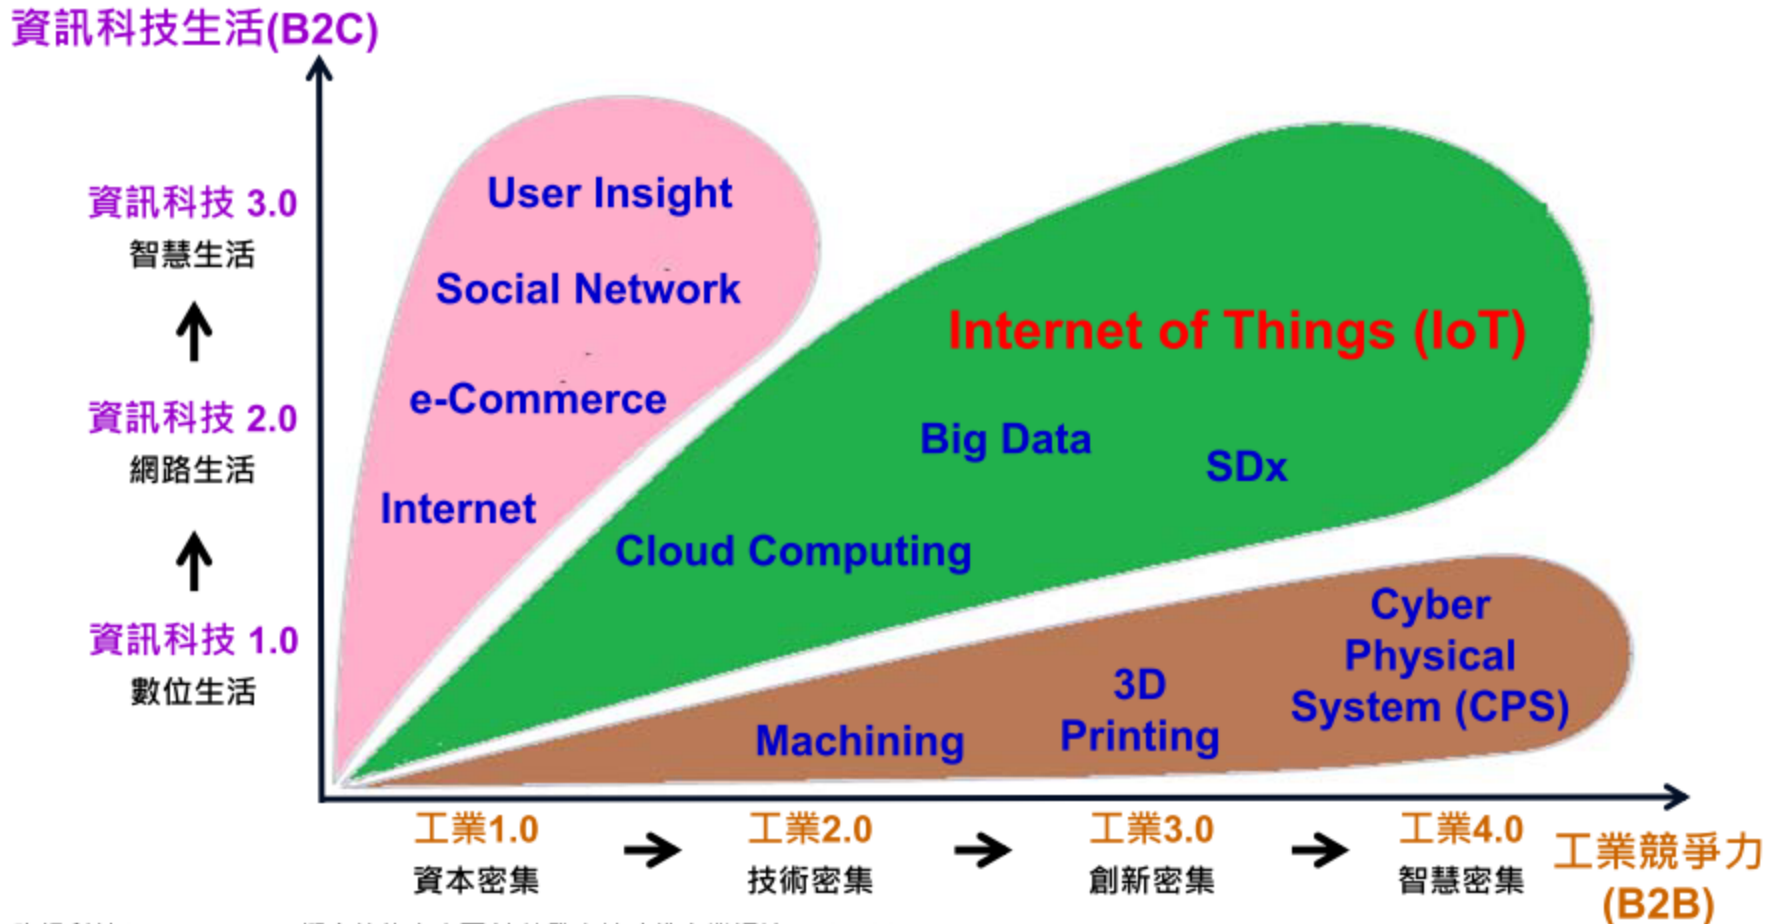 資訊科技生活(B2C)
資訊科技 3.0
智慧生活
資訊科技 2.0
網路生活
資訊科技 1.0
數位生活
User Insight
Social Network
e-Commerce
Internet
Internet of Things (IoT)
Big Data
SDx
Cloud Computing
Cyber
Physical
System (CPS)
3D
Printing
Machining
工業1.0
資本密集
工業2.0
技術密集
工業3.0
創新密集
工業4.0
智慧密集
工業競爭力
(B2B)